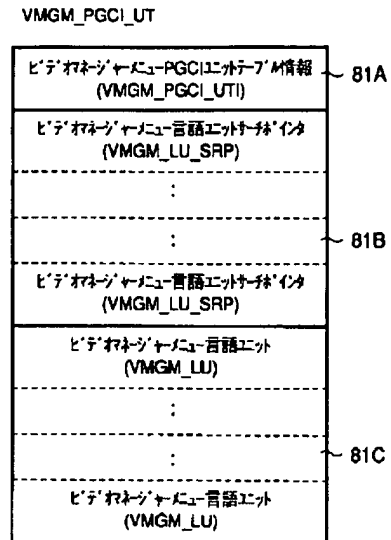 VMGM_PGCI_UT
ビデオマネージャーメニューPGCIユニットテーブル情報
(VMGM_PGCI_UTI)
81A
ビデオマネージャーメニュー言語ユニットサーチポインタ
(VMGM_LU_SRP)
:
:
81B
ビデオマネージャーメニュー言語ユニットサーチポインタ
(VMGM_LU_SRP)
ビデオマネージャーメニュー言語ユニット
(VMGM_LU)
:
:
81C
ビデオマネージャーメニュー言語ユニット
(VMGM_LU)